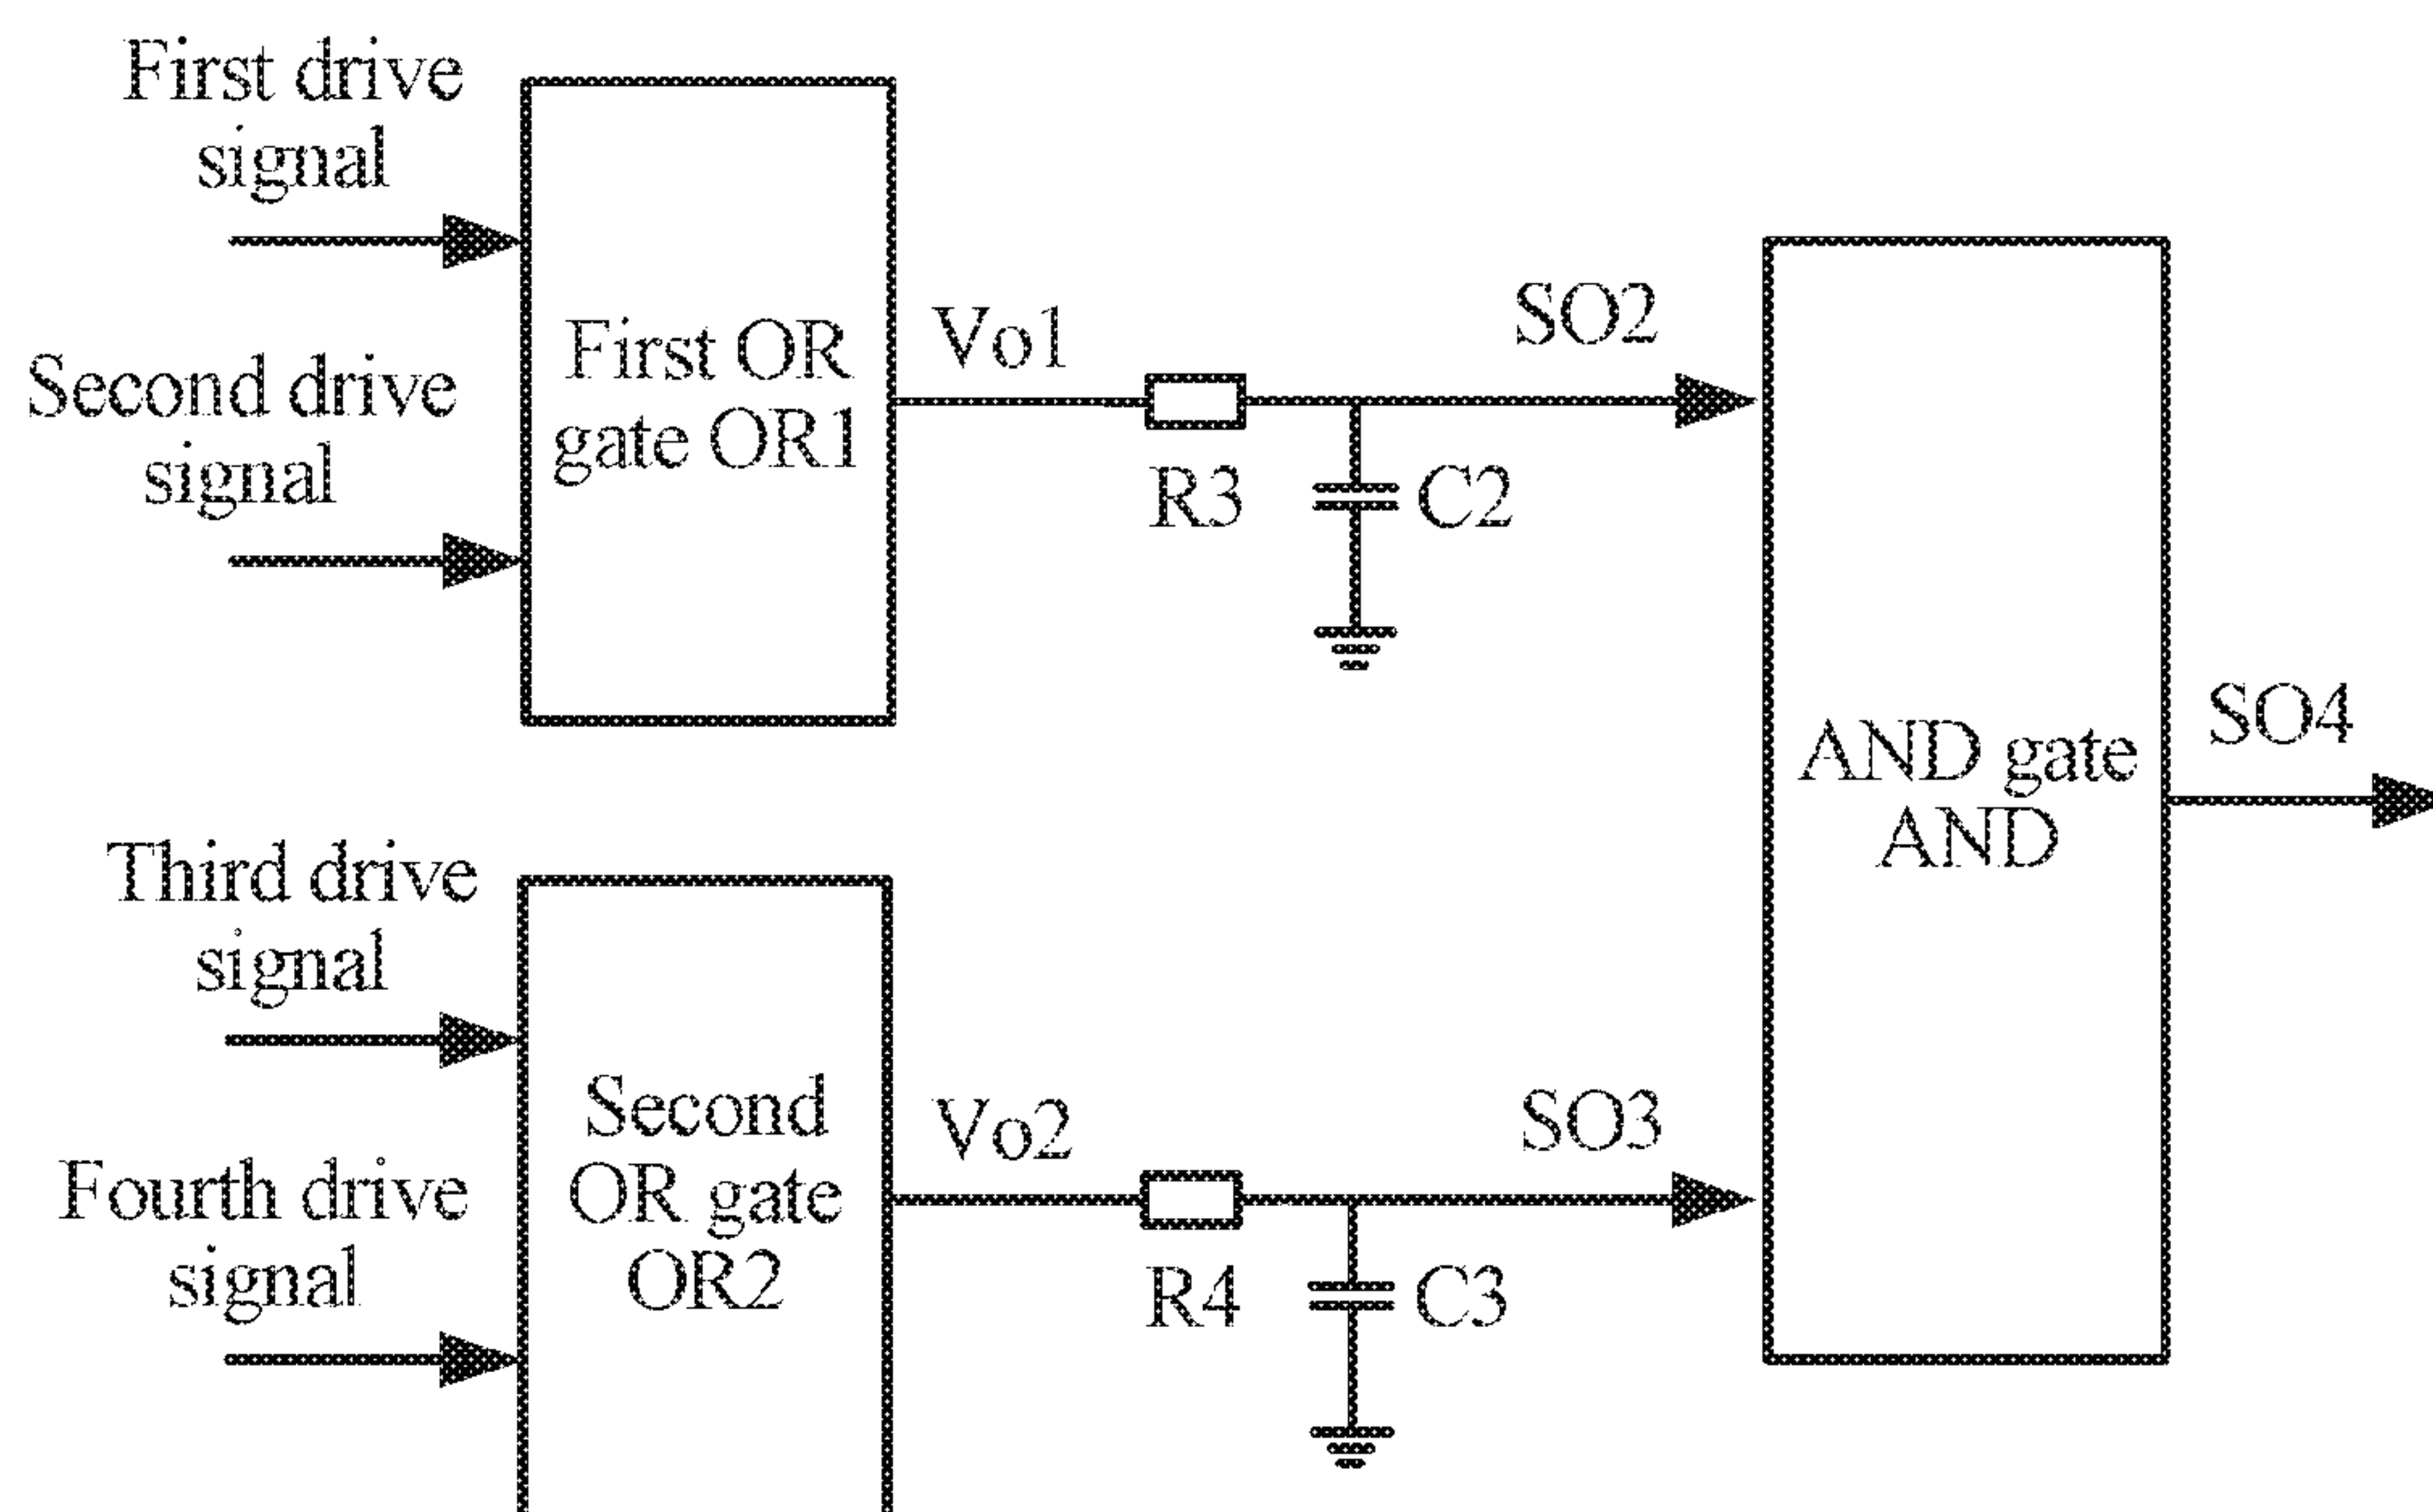 First drive
signal
Second drive
signal
First OR
gate OR1
Vo1
R3
C2
SO2
AND gate
AND
SO4
Third drive
signal
Fourth drive
signal
Second
OR gate
OR2
Vo2
R4
C3
SO3